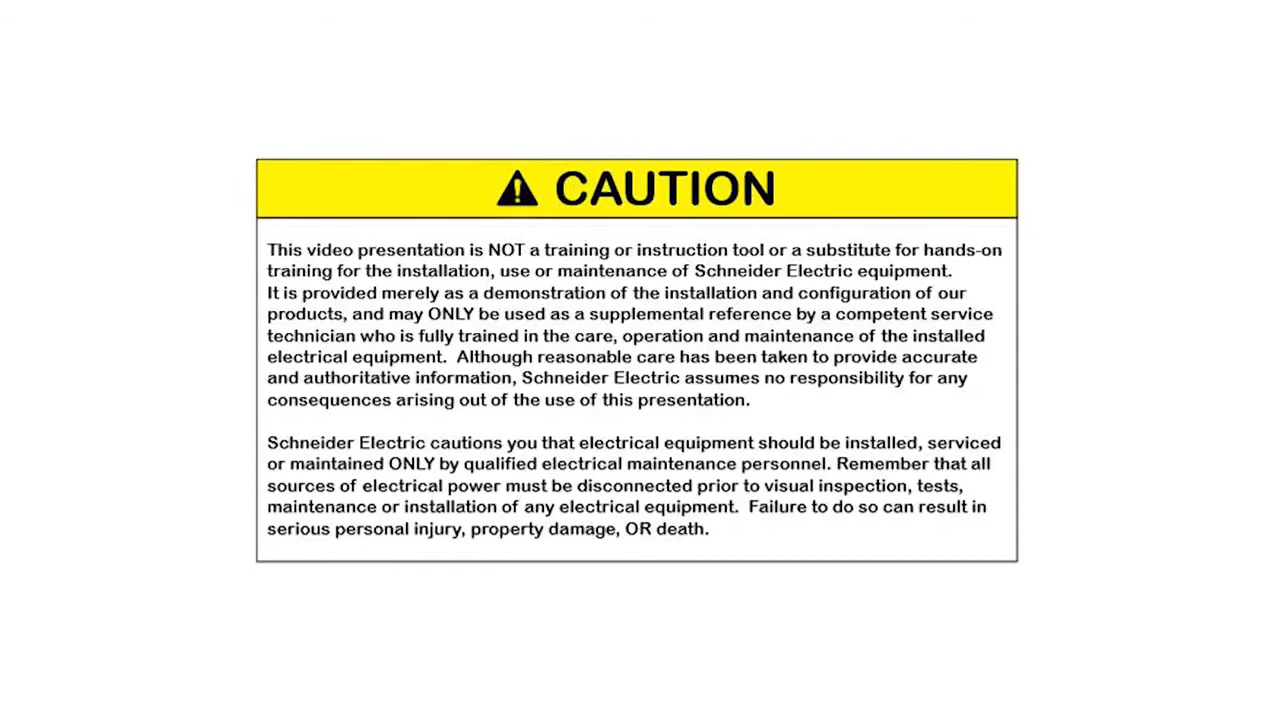 CAUTION
This video presentation is NOT a training or instruction tool or a substitute for hands-on
training for the installation, use or maintenance of Schneider Electric equipment.
It is provided merely as a demonstration of the installation and configuration of our
products, and may ONLY be used as a supplemental reference by a competent service
technician who is fully trained in the care, operation and maintenance of the installed
electrical equipment.  Although reasonable care has been taken to provide accurate
and authoritative information, Schneider Electric assumes no responsibility for any
consequences arising out of the use of this presentation.
Schneider Electric cautions you that electrical equipment should be installed, serviced
or maintained ONLY by qualified electrical maintenance personnel. Remember that all
sources of electrical power must be disconnected prior to visual inspection, tests,
maintenance or installation of any electrical equipment.  Failure to do so can result in
serious personal injury, property damage, OR death.